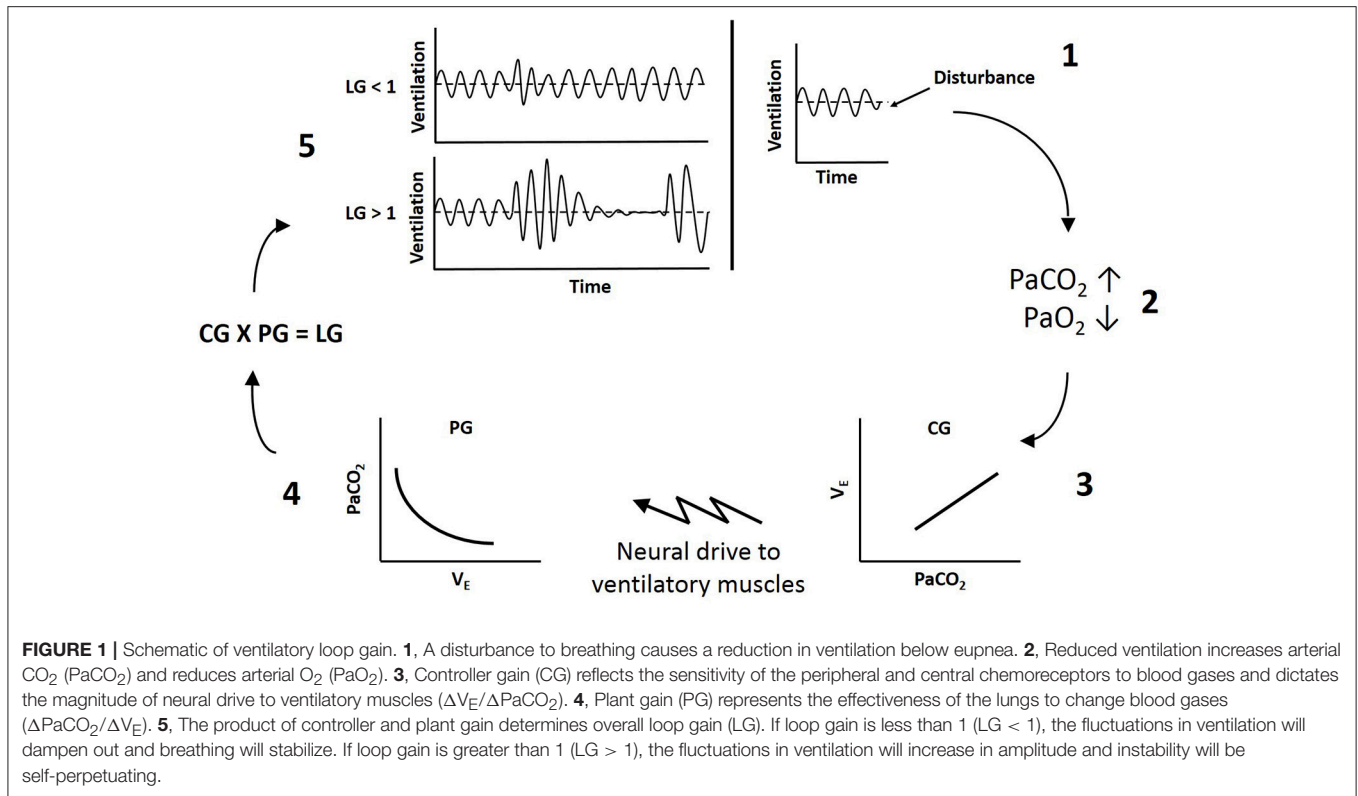 LG < 1
Ventilation
LG > 1
Ventilation
Time
5
1
Disturbance
Ventilation
Time
PaCO₂ ↑
PaO₂ ↓
2
CG
V_E
PaCO₂
3
Neural drive to
ventilatory muscles
PG
PaCO₂
V_E
4
CG X PG = LG
FIGURE 1 | Schematic of ventilatory loop gain. 1, A disturbance to breathing causes a reduction in ventilation below eupnea. 2, Reduced ventilation increases arterial
CO₂ (PaCO₂) and reduces arterial O₂ (PaO₂). 3, Controller gain (CG) reflects the sensitivity of the peripheral and central chemoreceptors to blood gases and dictates
the magnitude of neural drive to ventilatory muscles (ΔV_E/ΔPaCO₂). 4, Plant gain (PG) represents the effectiveness of the lungs to change blood gases
(ΔPaCO₂/ΔV_E). 5, The product of controller and plant gain determines overall loop gain (LG). If loop gain is less than 1 (LG < 1), the fluctuations in ventilation will
dampen out and breathing will stabilize. If loop gain is greater than 1 (LG > 1), the fluctuations in ventilation will increase in amplitude and instability will be
self-perpetuating.